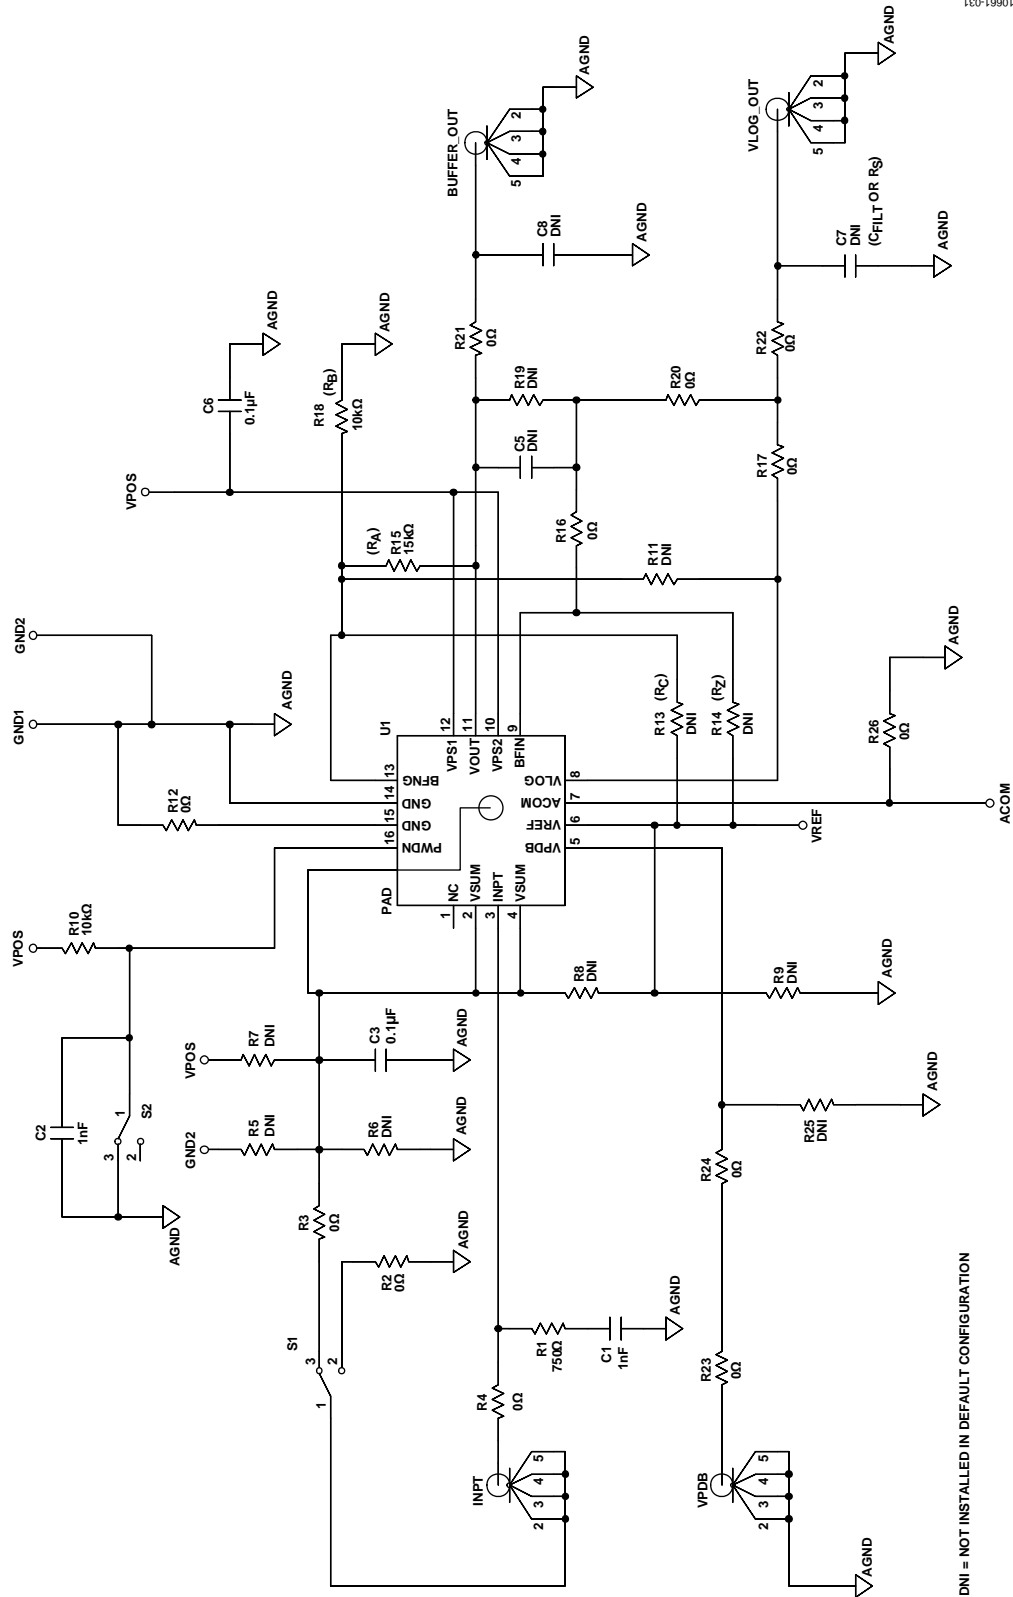 10661-031
GND1
GND2
VPOS
R10
10kΩ
C2
1nF
S2
1
2
3
AGND
R12
0Ω
AGND
VPOS
C6
0.1µF
AGND
R18
10kΩ
(RB)
AGND
(RA)
R15
15kΩ
BUFFER_OUT
2
3
4
5
AGND
R21
0Ω
C8
DNI
AGND
R19
DNI
C5
DNI
R20
0Ω
R16
0Ω
R11
DNI
R17
0Ω
R22
0Ω
C7
DNI
(CFILT OR RS)
AGND
VLOG_OUT
2
3
4
5
AGND
U1
PAD
16
15
14
13
PWDN
GND
GND
BFNG
1
2
3
4
NC
VSUM
INPT
VSUM
12
11
10
9
VPS1
VOUT
VPS2
BFIN
5
6
7
8
VPDB
VREF
ACOM
VLOG
R13
DNI
(RC)
R14
DNI
(RZ)
R26
0Ω
AGND
ACOM
VREF
VPOS
R7
DNI
C3
0.1µF
AGND
GND2
R5
DNI
R6
DNI
AGND
R3
0Ω
R2
0Ω
AGND
S1
1
2
3
R8
DNI
R9
DNI
AGND
INPT
2
3
4
5
R4
0Ω
R1
750Ω
C1
1nF
AGND
VPDB
2
3
4
5
AGND
R23
0Ω
R24
0Ω
R25
DNI
AGND
DNI = NOT INSTALLED IN DEFAULT CONFIGURATION